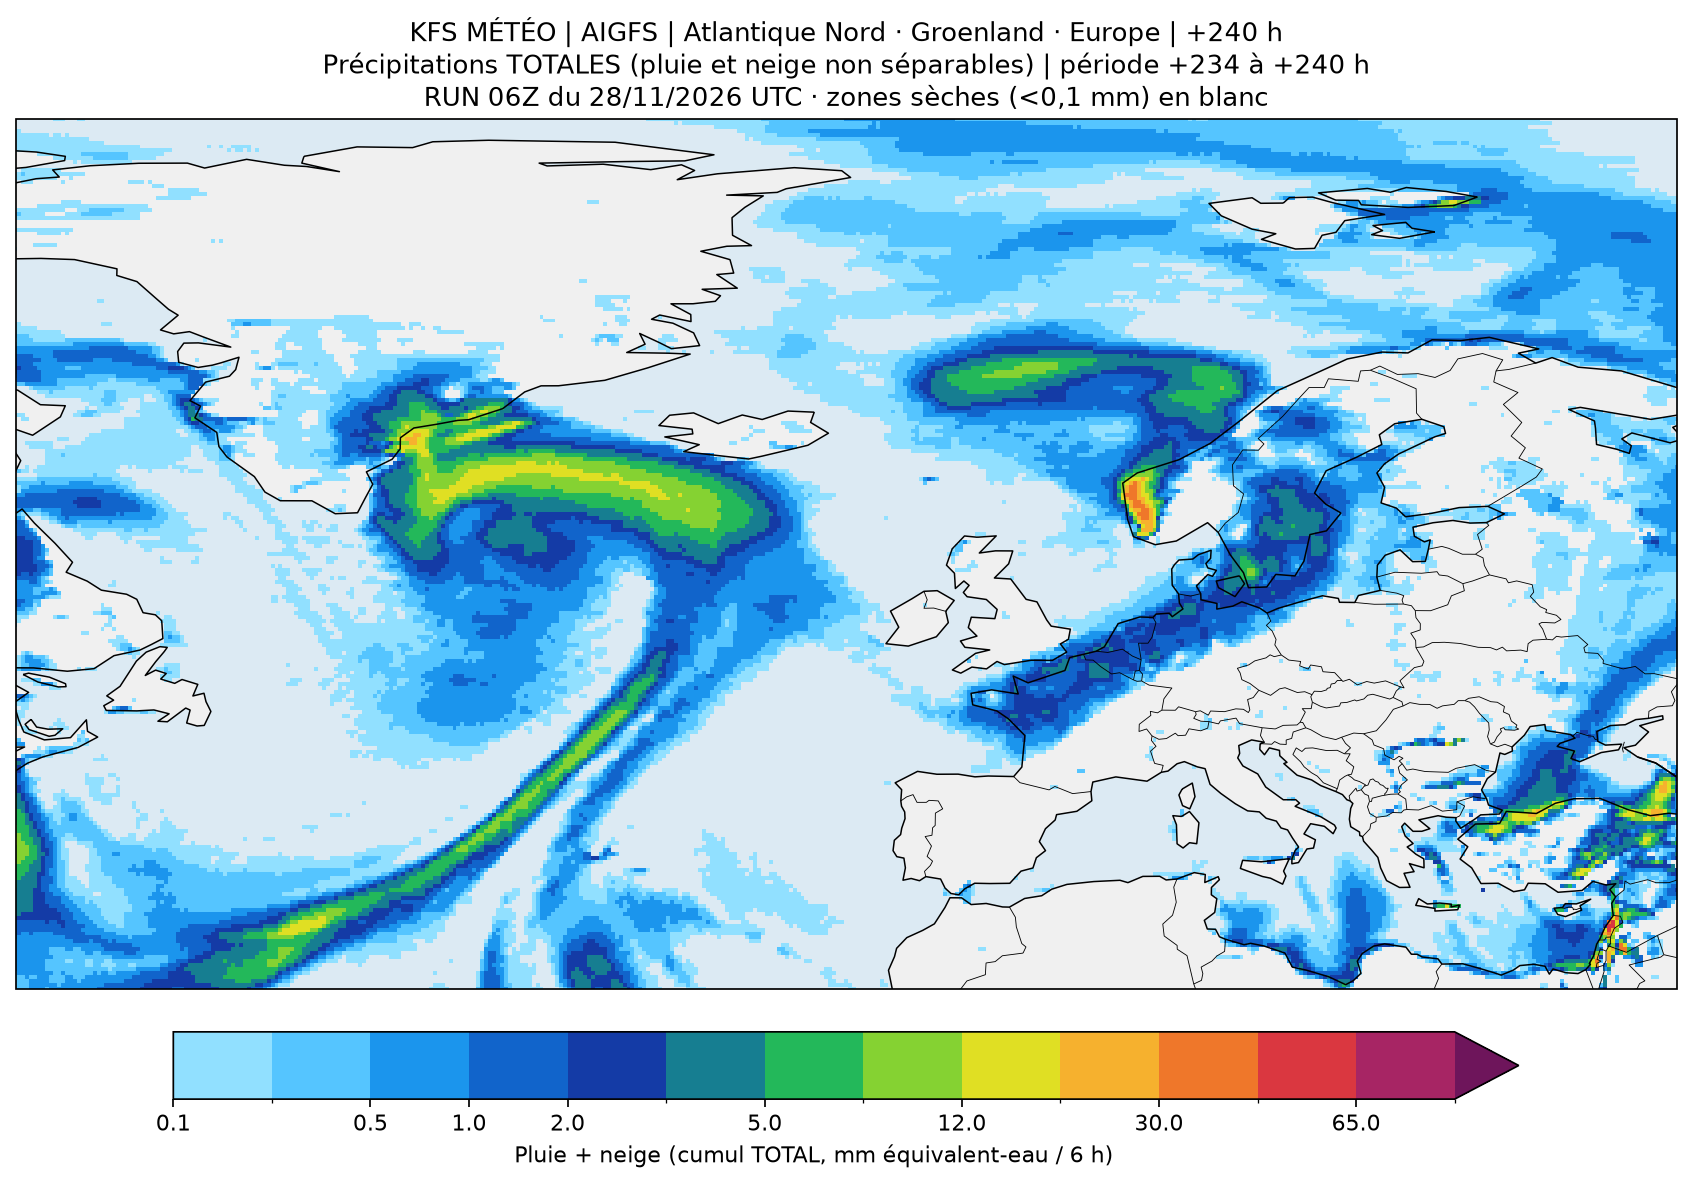 KFS MÉTÉO | AIGFS | Atlantique Nord · Groenland · Europe | +240 h
Précipitations TOTALES (pluie et neige non séparables) | période +234 à +240 h
RUN 06Z du 28/11/2026 UTC · zones sèches (<0,1 mm) en blanc
0.1 0.5 1.0 2.0 5.0 12.0 30.0 65.0
Pluie + neige (cumul TOTAL, mm équivalent-eau / 6 h)